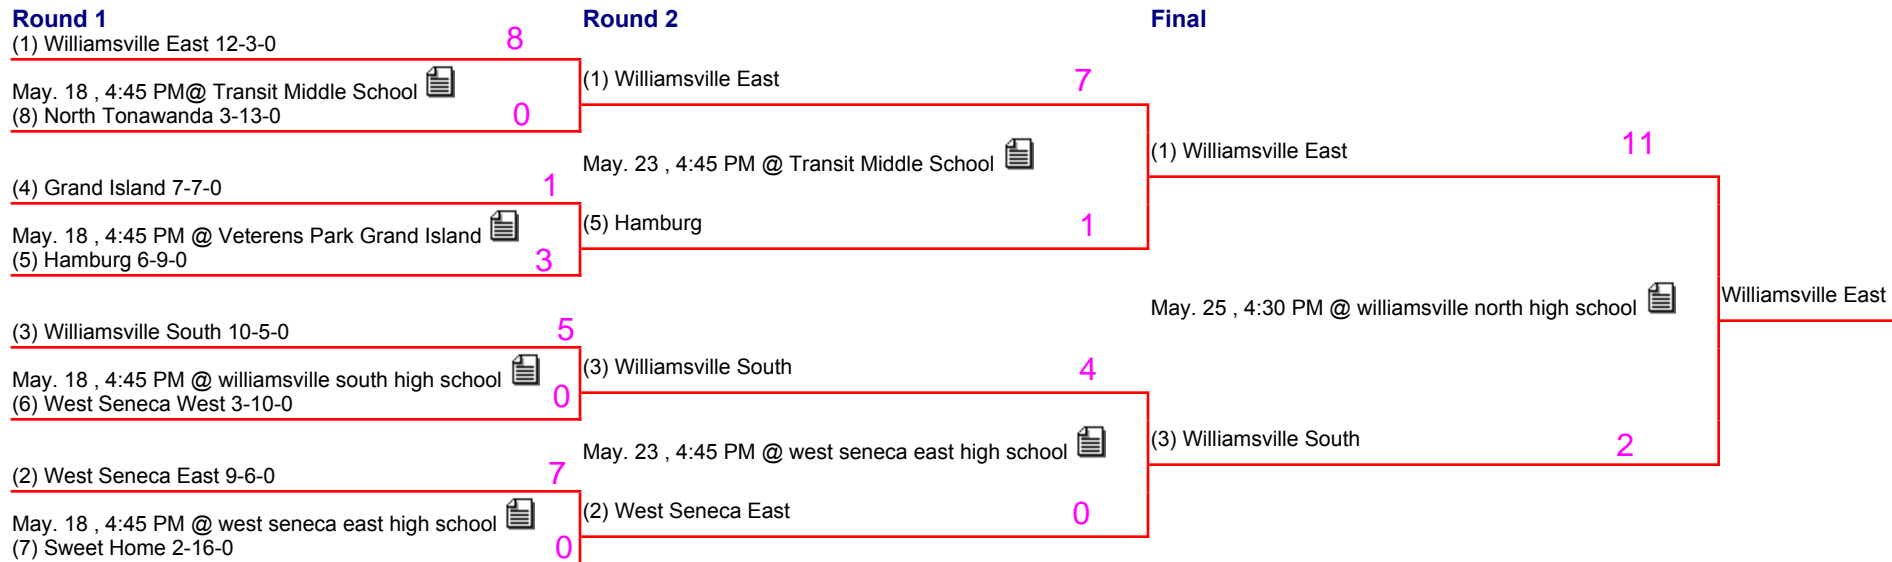 Round 1
(1) Williamsville East 12-3-0 8
May. 18 , 4:45 PM@ Transit Middle School
(8) North Tonawanda 3-13-0 0
(4) Grand Island 7-7-0 1
May. 18 , 4:45 PM @ Veterens Park Grand Island
(5) Hamburg 6-9-0 3
(3) Williamsville South 10-5-0 5
May. 18 , 4:45 PM @ williamsville south high school
(6) West Seneca West 3-10-0 0
(2) West Seneca East 9-6-0 7
May. 18 , 4:45 PM @ west seneca east high school
(7) Sweet Home 2-16-0 0
Round 2
(1) Williamsville East 7
May. 23 , 4:45 PM @ Transit Middle School
(5) Hamburg 1
(3) Williamsville South 4
May. 23 , 4:45 PM @ west seneca east high school
(2) West Seneca East 0
Final
(1) Williamsville East 11
May. 25 , 4:30 PM @ williamsville north high school
(3) Williamsville South 2
Williamsville East